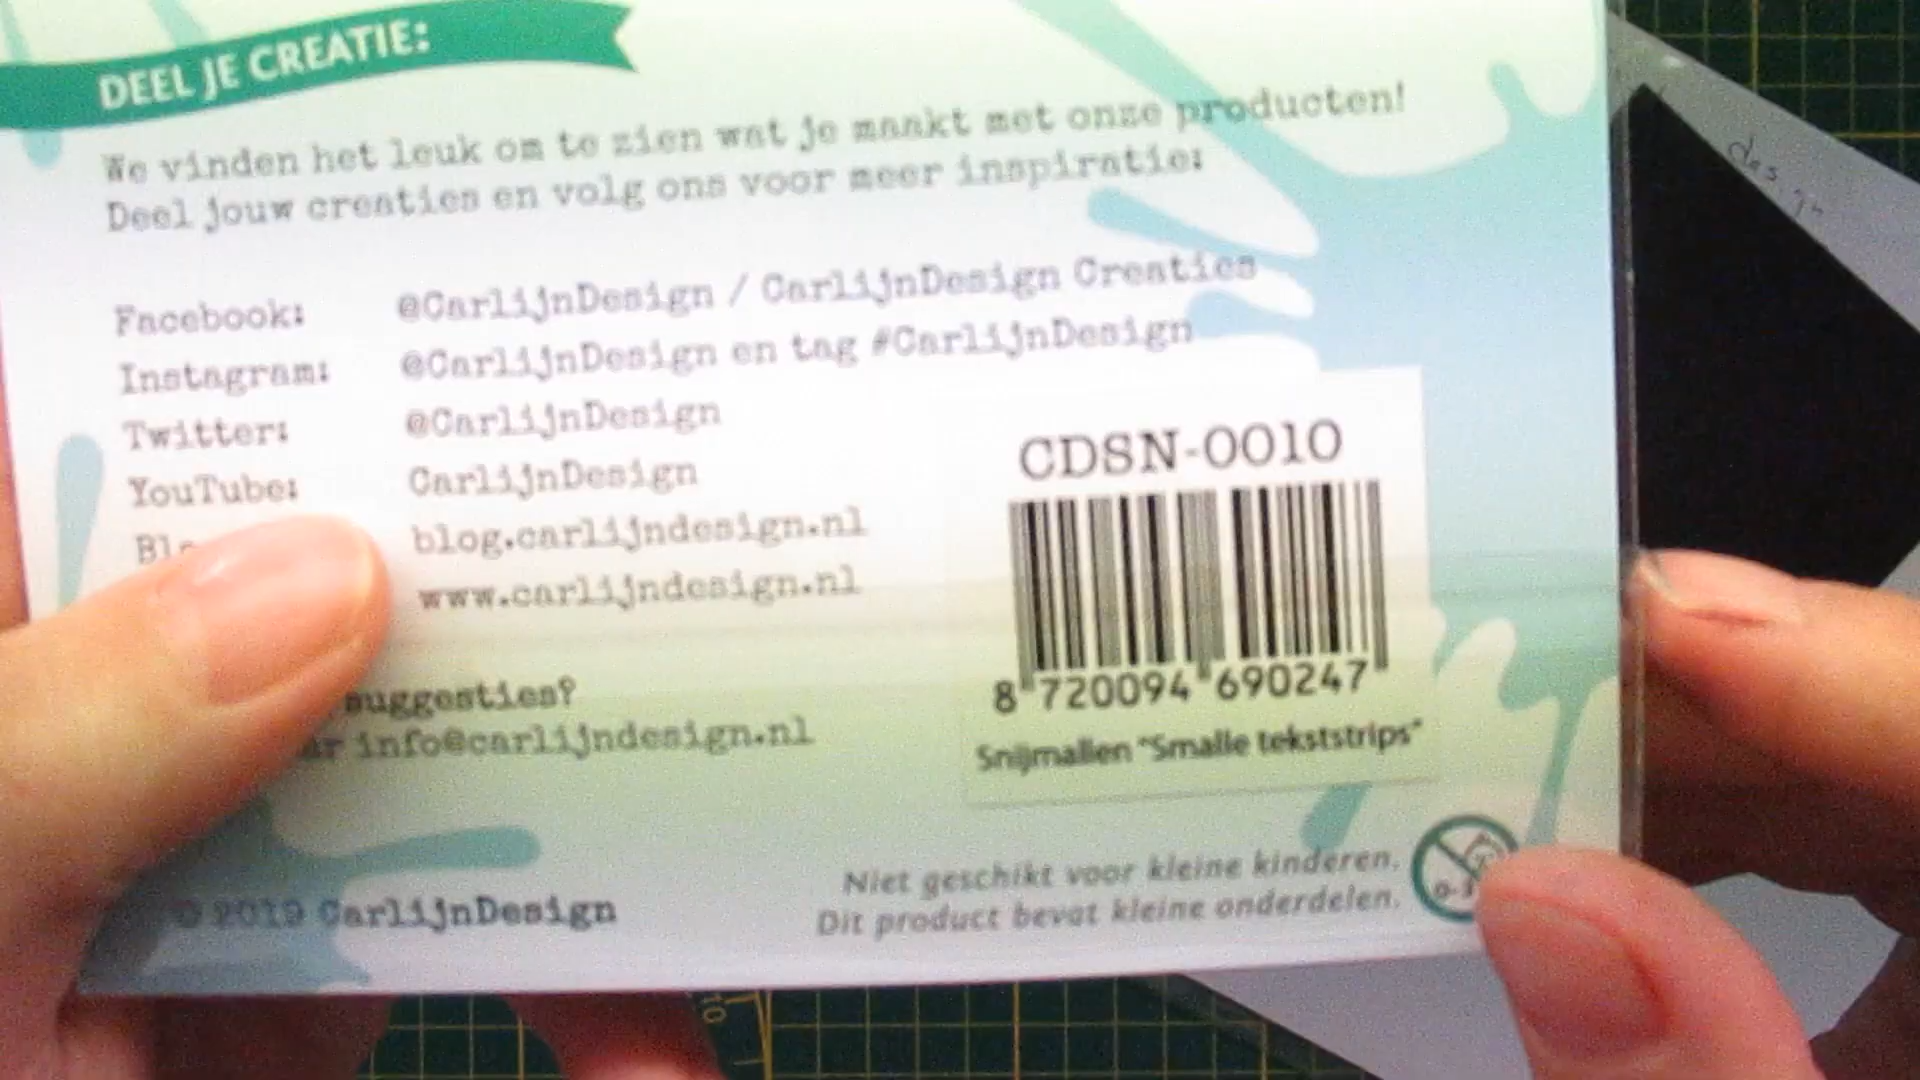 DEEL JE CREATIE:
We vinden het leuk om te zien wat je maakt met onze producten!
Deel jouw creaties en volg ons voor meer inspiratie:
Facebook: @CarlijnDesign / CarlijnDesign Creaties
Instagram: @CarlijnDesign en tag #CarlijnDesign
Twitter: @CarlijnDesign
YouTube: CarlijnDesign
blog.carlijndesign.nl
www.carlijndesign.nl
suggesties?
info@carlijndesign.nl
CDSN-0010
8 720094 690247
Snijmallen "Smalle tekststrips"
Niet geschikt voor kleine kinderen.
Dit product bevat kleine onderdelen.
© 2019 CarlijnDesign
10